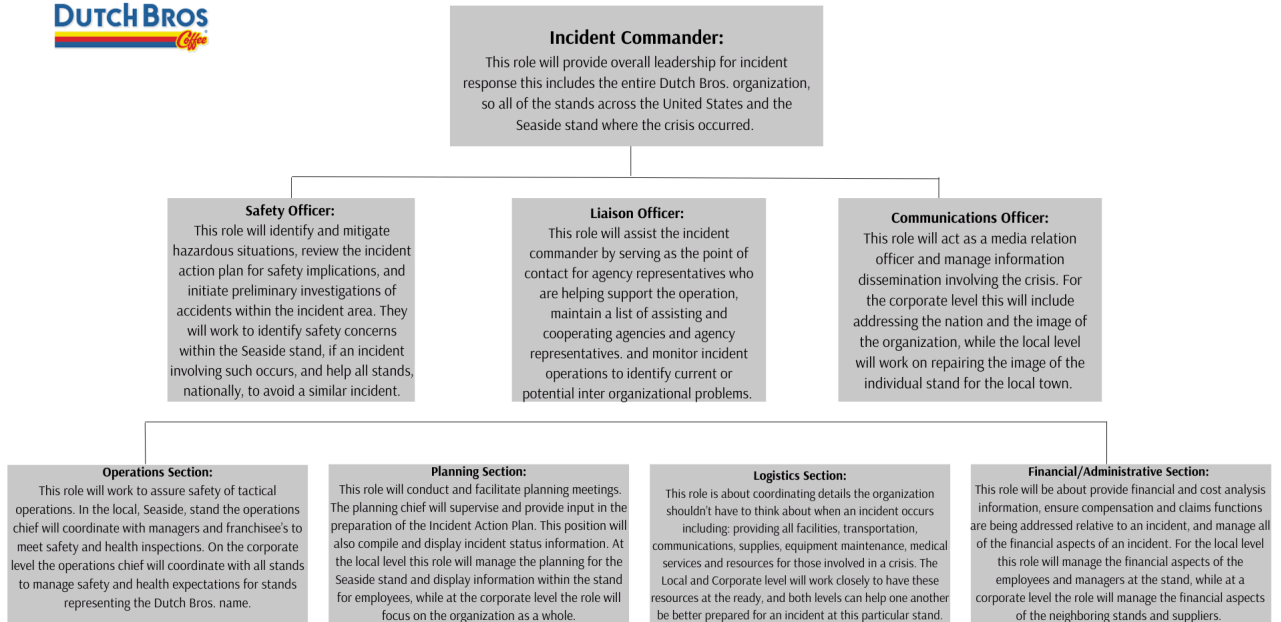 DUTCH BROS
Coffee
Incident Commander:
This role will provide overall leadership for incident
response this includes the entire Dutch Bros. organization,
so all of the stands across the United States and the
Seaside stand where the crisis occurred.
Safety Officer:
This role will identify and mitigate
hazardous situations, review the incident
action plan for safety implications, and
initiate preliminary investigations of
accidents within the incident area. They
will work to identify safety concerns
within the Seaside stand, if an incident
involving such occurs, and help all stands,
nationally, to avoid a similar incident.
Liaison Officer:
This role will assist the incident
commander by serving as the point of
contact for agency representatives who
are helping support the operation,
maintain a list of assisting and
cooperating agencies and agency
representatives. and monitor incident
operations to identify current or
potential inter organizational problems.
Communications Officer:
This role will act as a media relation
officer and manage information
dissemination involving the crisis. For
the corporate level this will include
addressing the nation and the image of
the organization, while the local level
will work on repairing the image of the
individual stand for the local town.
Operations Section:
This role will work to assure safety of tactical
operations. In the local, Seaside, stand the operations
chief will coordinate with managers and franchisee's to
meet safety and health inspections. On the corporate
level the operations chief will coordinate with all stands
to manage safety and health expectations for stands
representing the Dutch Bros. name.
Planning Section:
This role will conduct and facilitate planning meetings.
The planning chief will supervise and provide input in the
preparation of the Incident Action Plan. This position will
also compile and display incident status information. At
the local level this role will manage the planning for the
Seaside stand and display information within the stand
for employees, while at the corporate level the role will
focus on the organization as a whole.
Logistics Section:
This role is about coordinating details the organization
shouldn't have to think about when an incident occurs
including: providing all facilities, transportation,
communications, supplies, equipment maintenance, medical
services and resources for those involved in a crisis. The
Local and Corporate level will work closely to have these
resources at the ready, and both levels can help one another
be better prepared for an incident at this particular stand.
Financial/Administrative Section:
This role will be about provide financial and cost analysis
information, ensure compensation and claims functions
are being addressed relative to an incident, and manage all
of the financial aspects of an incident. For the local level
this role will manage the financial aspects of the
employees and managers at the stand, while at a
corporate level the role will manage the financial aspects
of the neighboring stands and suppliers.